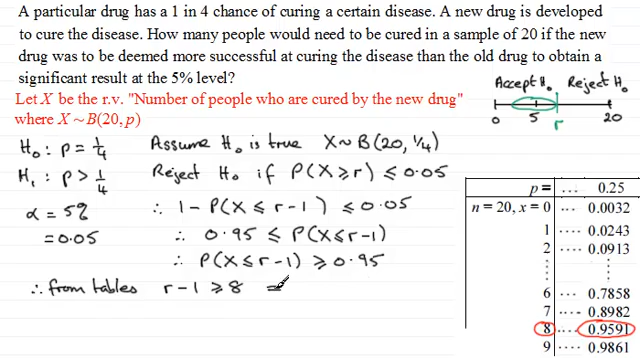 A particular drug has a 1 in 4 chance of curing a certain disease. A new drug is developed
to cure the disease. How many people would need to be cured in a sample of 20 if the new
drug was to be deemed more successful at curing the disease than the old drug to obtain a
significant result at the 5% level?
Let X be the r.v. "Number of people who are cured by the new drug"
where X ~ B(20, p)
Accept H₀ Reject H₀
0 5 r 20
H₀ : p = 1/4 Assume H₀ is true X ~ B(20, 1/4)
H₁ : p > 1/4 Reject H₀ if P(X ≥ r) ≤ 0.05
α = 5% ∴ 1 - P(X ≤ r - 1) ≤ 0.05
= 0.05 ∴ 0.95 ≤ P(X ≤ r - 1)
∴ P(X ≤ r - 1) ≥ 0.95
∴ from tables r - 1 ≥ 8 =
p = ... 0.25
n = 20, x = 0 ... 0.0032
1 ... 0.0243
2 ... 0.0913
⋮ ⋮ ⋮
6 ... 0.7858
7 .... 0.8982
8 .... 0.9591
9 ... 0.9861